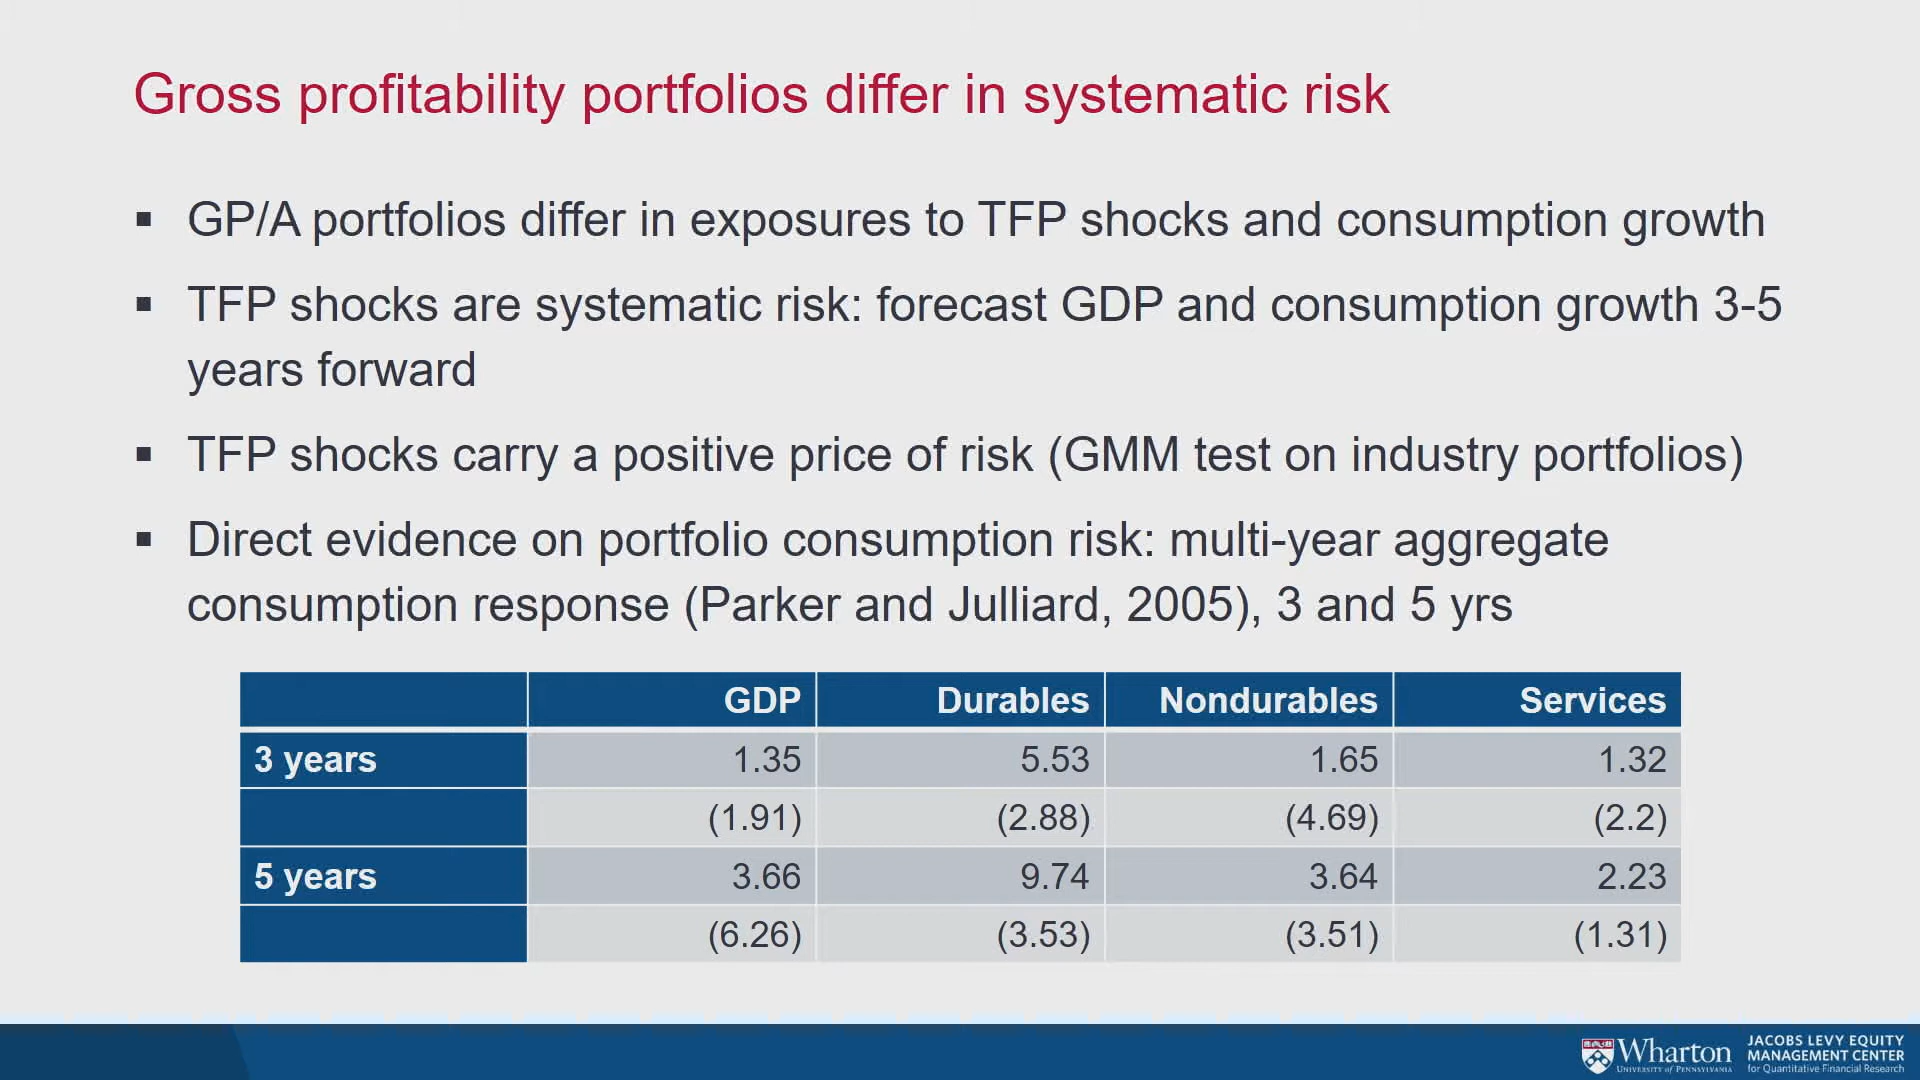 Gross profitability portfolios differ in systematic risk
▪ GP/A portfolios differ in exposures to TFP shocks and consumption growth
▪ TFP shocks are systematic risk: forecast GDP and consumption growth 3-5
years forward
▪ TFP shocks carry a positive price of risk (GMM test on industry portfolios)
▪ Direct evidence on portfolio consumption risk: multi-year aggregate
consumption response (Parker and Julliard, 2005), 3 and 5 yrs
GDP Durables Nondurables Services
3 years 1.35 5.53 1.65 1.32
(1.91) (2.88) (4.69) (2.2)
5 years 3.66 9.74 3.64 2.23
(6.26) (3.53) (3.51) (1.31)
Wharton
UNIVERSITY of PENNSYLVANIA
JACOBS LEVY EQUITY
MANAGEMENT CENTER
for Quantitative Financial Research